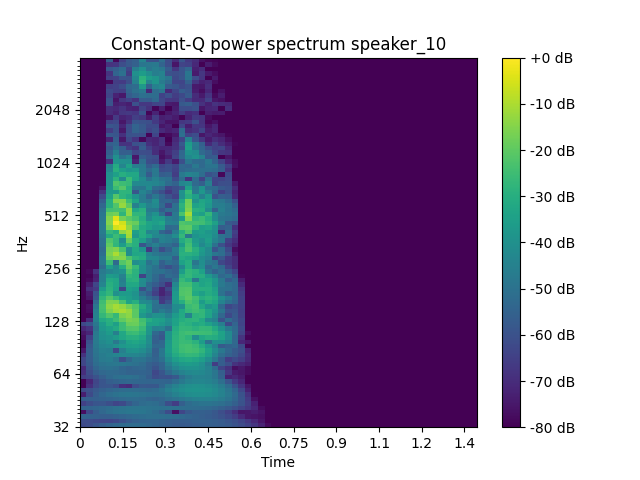 Constant-Q power spectrum speaker_10
Hz
2048
1024
512
256
128
64
32
0 0.15 0.3 0.45 0.6 0.75 0.9 1.1 1.2 1.4
Time
+0 dB
-10 dB
-20 dB
-30 dB
-40 dB
-50 dB
-60 dB
-70 dB
-80 dB